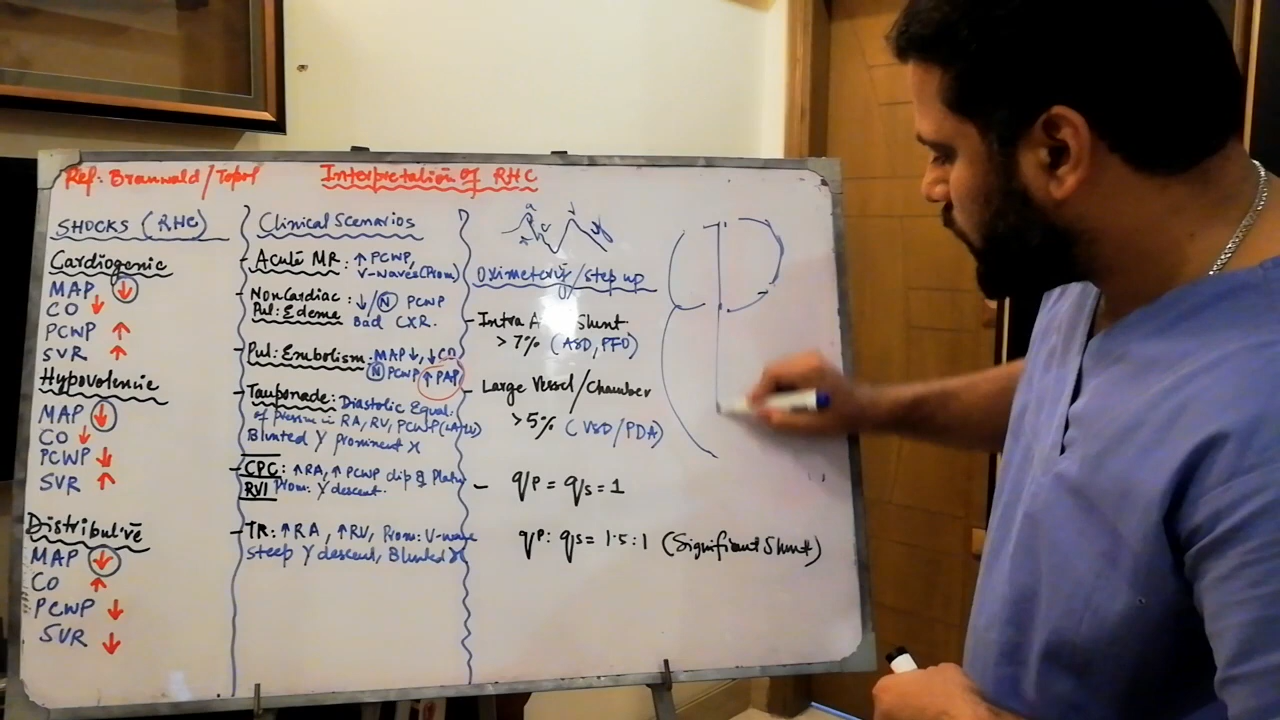 Ref: Braunwald/Topol
Interpretation of RHC
SHOCKS (RHC)
Cardiogenic
MAP ↓
CO ↓
PCWP ↑
SVR ↑
Hypovolemic
MAP ↓
CO ↓
PCWP ↓
SVR ↑
Distributive
MAP ↓
CO ↑
PCWP ↓
SVR ↓
Clinical Scenarios
- Acute MR: ↑ PCWP,
V-waves (Prom)
- NonCardiac : ↓/N PCWP
Pul: Edema Bad CXR.
- Pul: Embolism. MAP↓, ↓CO
N PCWP ↑ PAP
- Tamponade: Diastolic Equal.
of pressure in RA, RV, PCWP
Blunted Y prominent X
- CPC: ↑RA, ↑PCWP dip &
RVI Prom: Y descent.
- TR: ↑RA, ↑RV, Prom: V-wave
Steep Y descent, Blunted X
a
x v y
Oximetery/step up
- Intra Shunt.
>7% (ASD, PFO)
- Large Vessel/Chamber
>5% (VSD/PDA)
- qp = qs = 1
qp: qs = 1.5:1 (Significant Shunt)